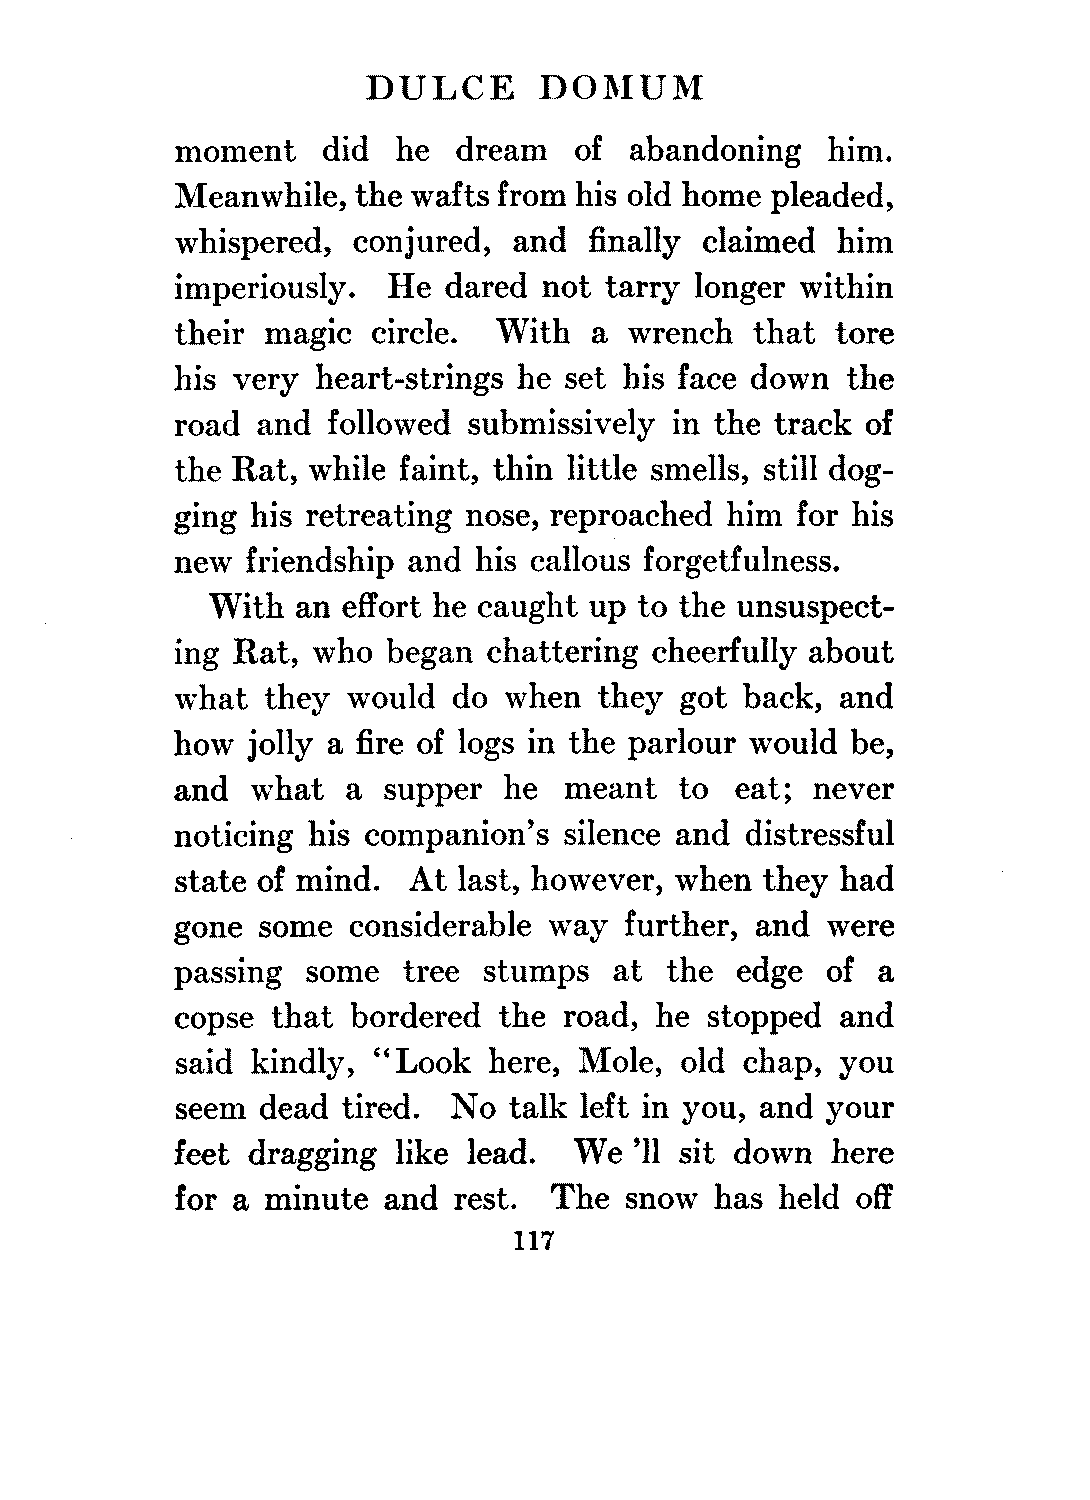 DULCE DOMUM
moment did he dream of abandoning him.
Meanwhile, the wafts from his old home pleaded,
whispered, conjured, and finally claimed him
imperiously. He dared not tarry longer within
their magic circle. With a wrench that tore
his very heart-strings he set his face down the
road and followed submissively in the track of
the Rat, while faint, thin little smells, still dog-
ging his retreating nose, reproached him for his
new friendship and his callous forgetfulness.
With an effort he caught up to the unsuspect-
ing Rat, who began chattering cheerfully about
what they would do when they got back, and
how jolly a fire of logs in the parlour would be,
and what a supper he meant to eat; never
noticing his companion's silence and distressful
state of mind. At last, however, when they had
gone some considerable way further, and were
passing some tree stumps at the edge of a
copse that bordered the road, he stopped and
said kindly, "Look here, Mole, old chap, you
seem dead tired. No talk left in you, and your
feet dragging like lead. We 'll sit down here
for a minute and rest. The snow has held off
117